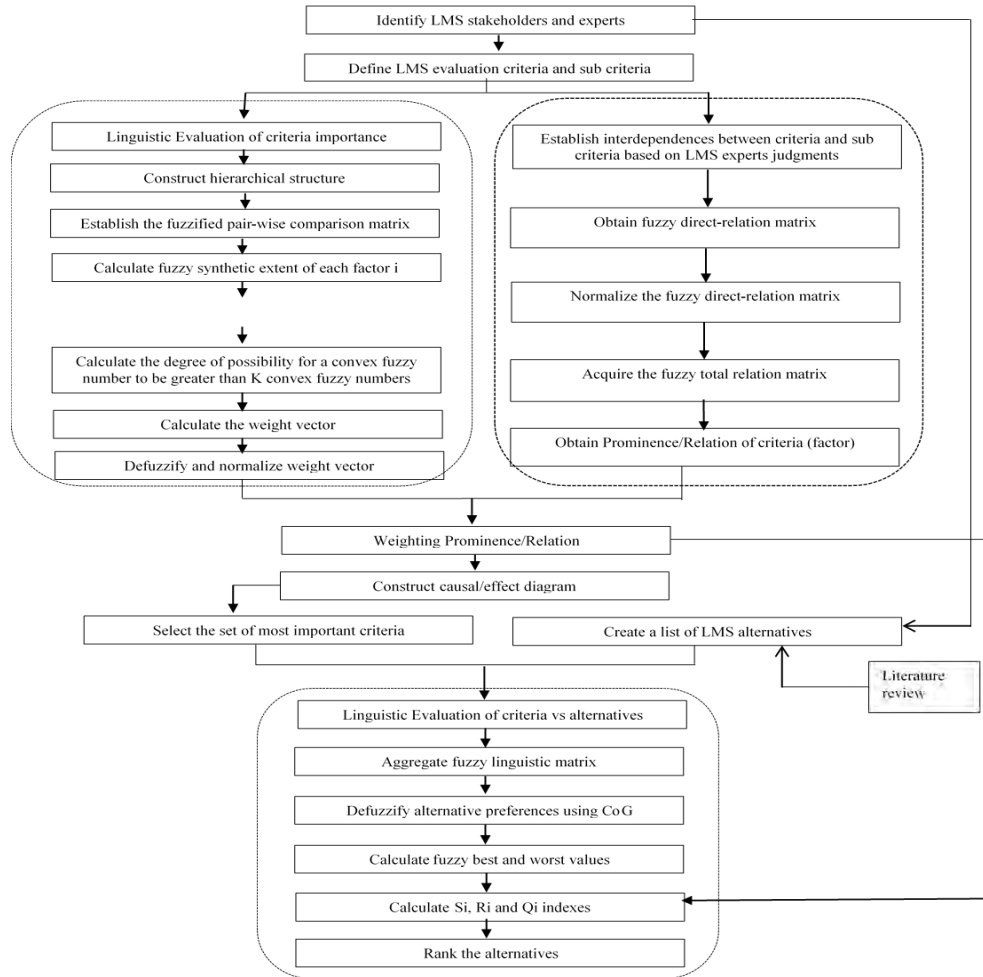 Identify LMS stakeholders and experts
Define LMS evaluation criteria and sub criteria
Linguistic Evaluation of criteria importance
Construct hierarchical structure
Establish the fuzzified pair-wise comparison matrix
Calculate fuzzy synthetic extent of each factor i
Calculate the degree of possibility for a convex fuzzy
number to be greater than K convex fuzzy numbers
Calculate the weight vector
Defuzzify and normalize weight vector
Establish interdependences between criteria and sub
criteria based on LMS experts judgments
Obtain fuzzy direct-relation matrix
Normalize the fuzzy direct-relation matrix
Acquire the fuzzy total relation matrix
Obtain Prominence/Relation of criteria (factor)
Weighting Prominence/Relation
Construct causal/effect diagram
Select the set of most important criteria
Create a list of LMS alternatives
Literature
review
Linguistic Evaluation of criteria vs alternatives
Aggregate fuzzy linguistic matrix
Defuzzify alternative preferences using CoG
Calculate fuzzy best and worst values
Calculate Si, Ri and Qi indexes
Rank the alternatives